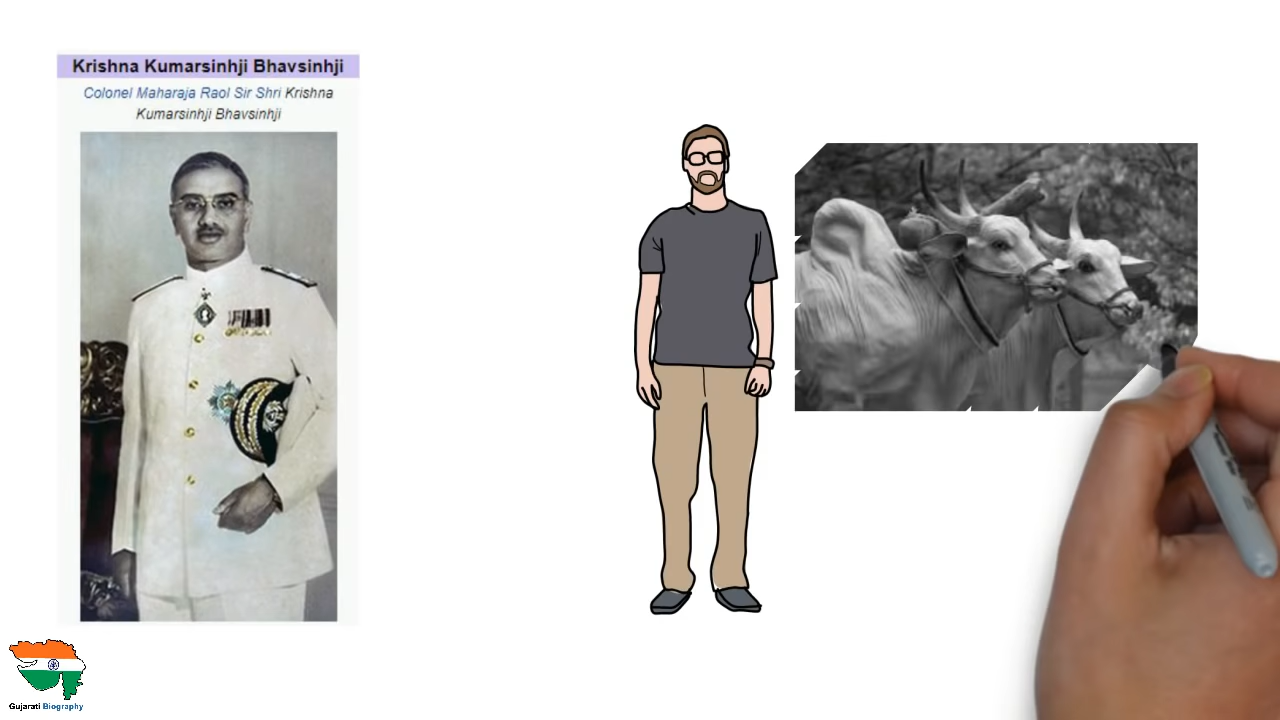 Krishna Kumarsinhji Bhavsinhji
Colonel Maharaja Raol Sir Shri Krishna
Kumarsinhji Bhavsinhji
Gujarati Biography